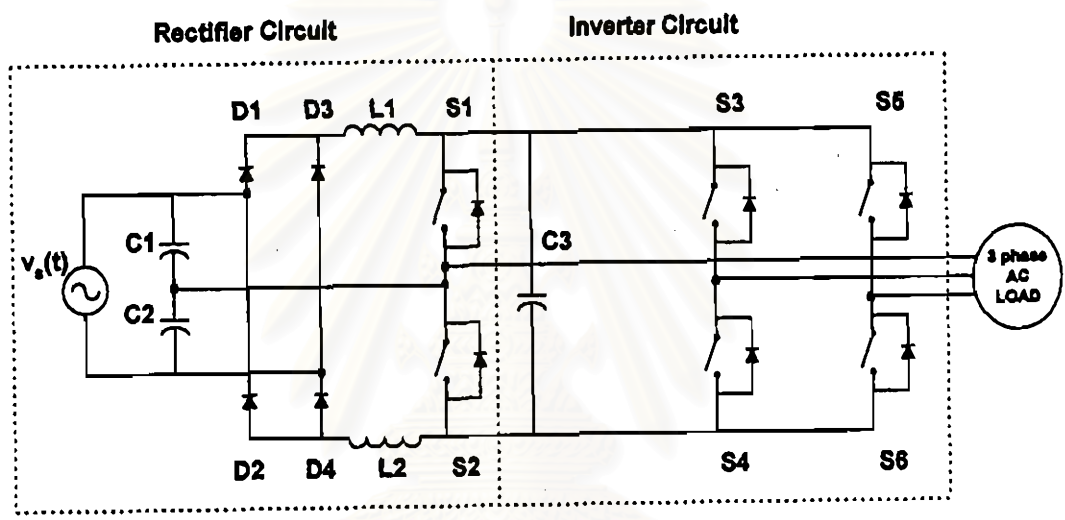 Rectifier Circuit
Inverter Circuit
D1
D3
L1
S1
S3
S5
C1
C3
vs(t)
C2
3 phase
AC
LOAD
D2
D4
L2
S2
S4
S6